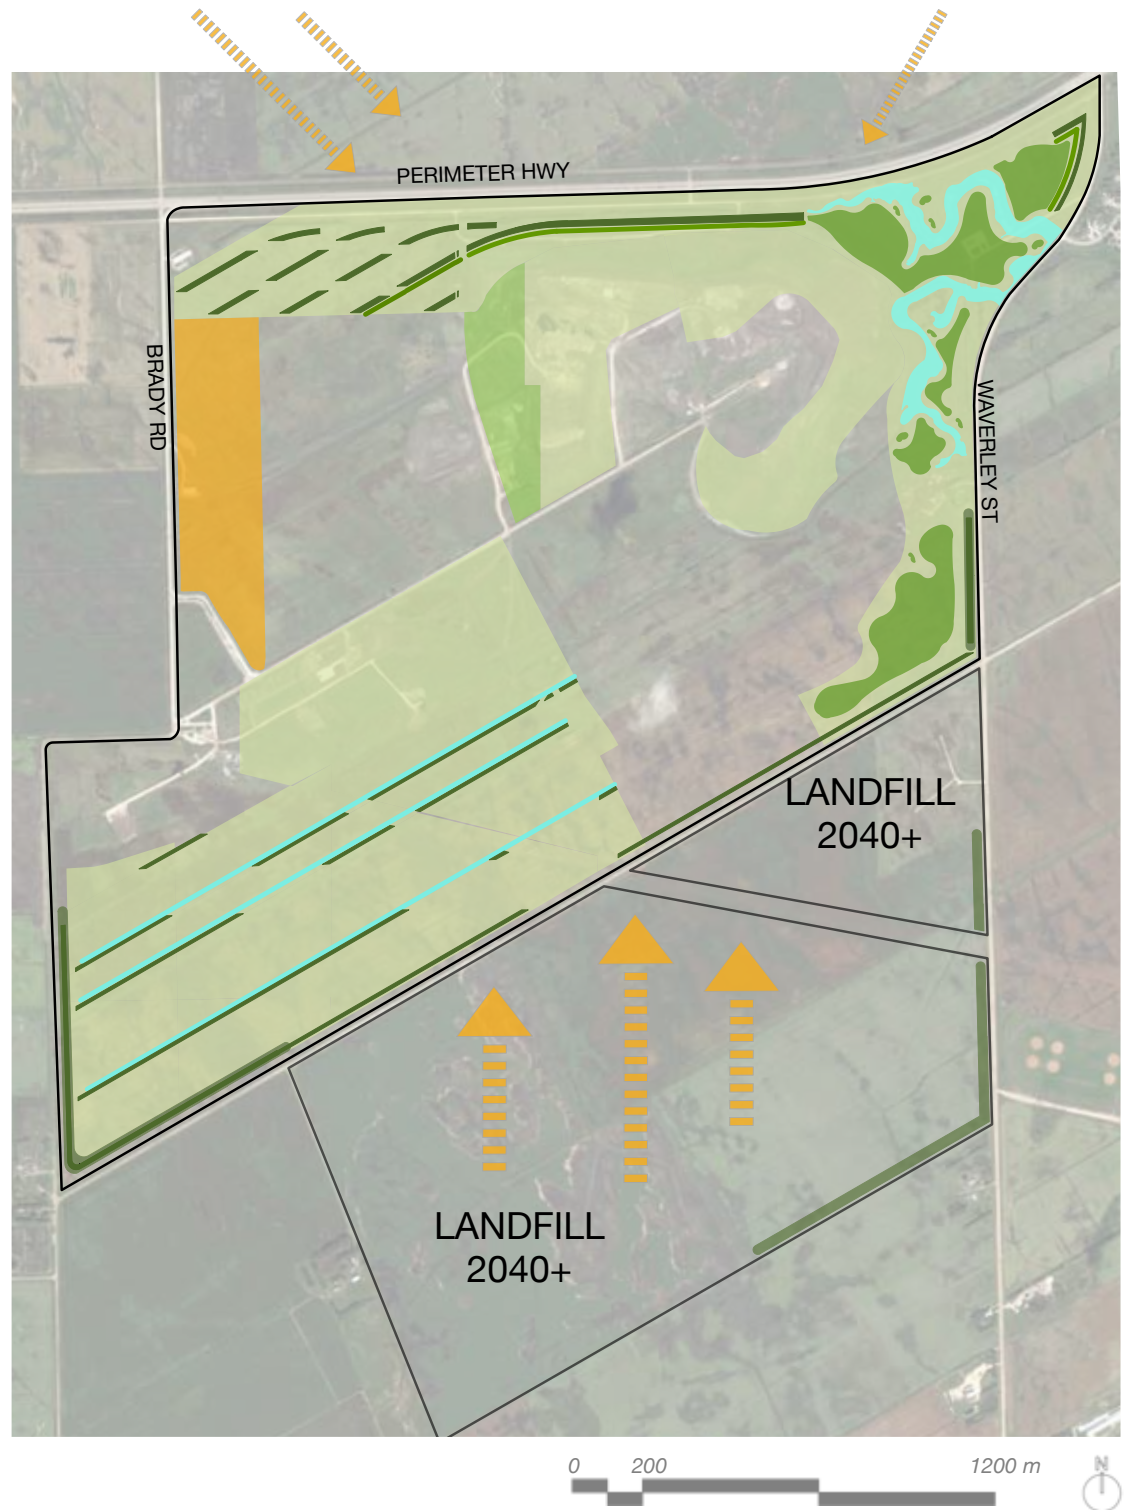 PERIMETER HWY
BRADY RD
WAVERLEY ST
LANDFILL
2040+
LANDFILL
2040+
0 200 1200 m
N